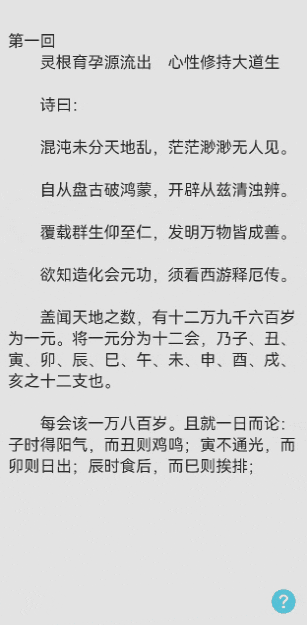 第一回
灵根育孕源流出　心性修持大道生
诗曰：
混沌未分天地乱，茫茫渺渺无人见。
自从盘古破鸿蒙，开辟从兹清浊辨。
覆载群生仰至仁，发明万物皆成善。
欲知造化会元功，须看西游释厄传。
盖闻天地之数，有十二万九千六百岁
为一元。将一元分为十二会，乃子、丑、
寅、卯、辰、巳、午、未、申、酉、戌、
亥之十二支也。
每会该一万八百岁。且就一日而论：
子时得阳气，而丑则鸡鸣；寅不通光，而
卯则日出；辰时食后，而巳则挨排；
?